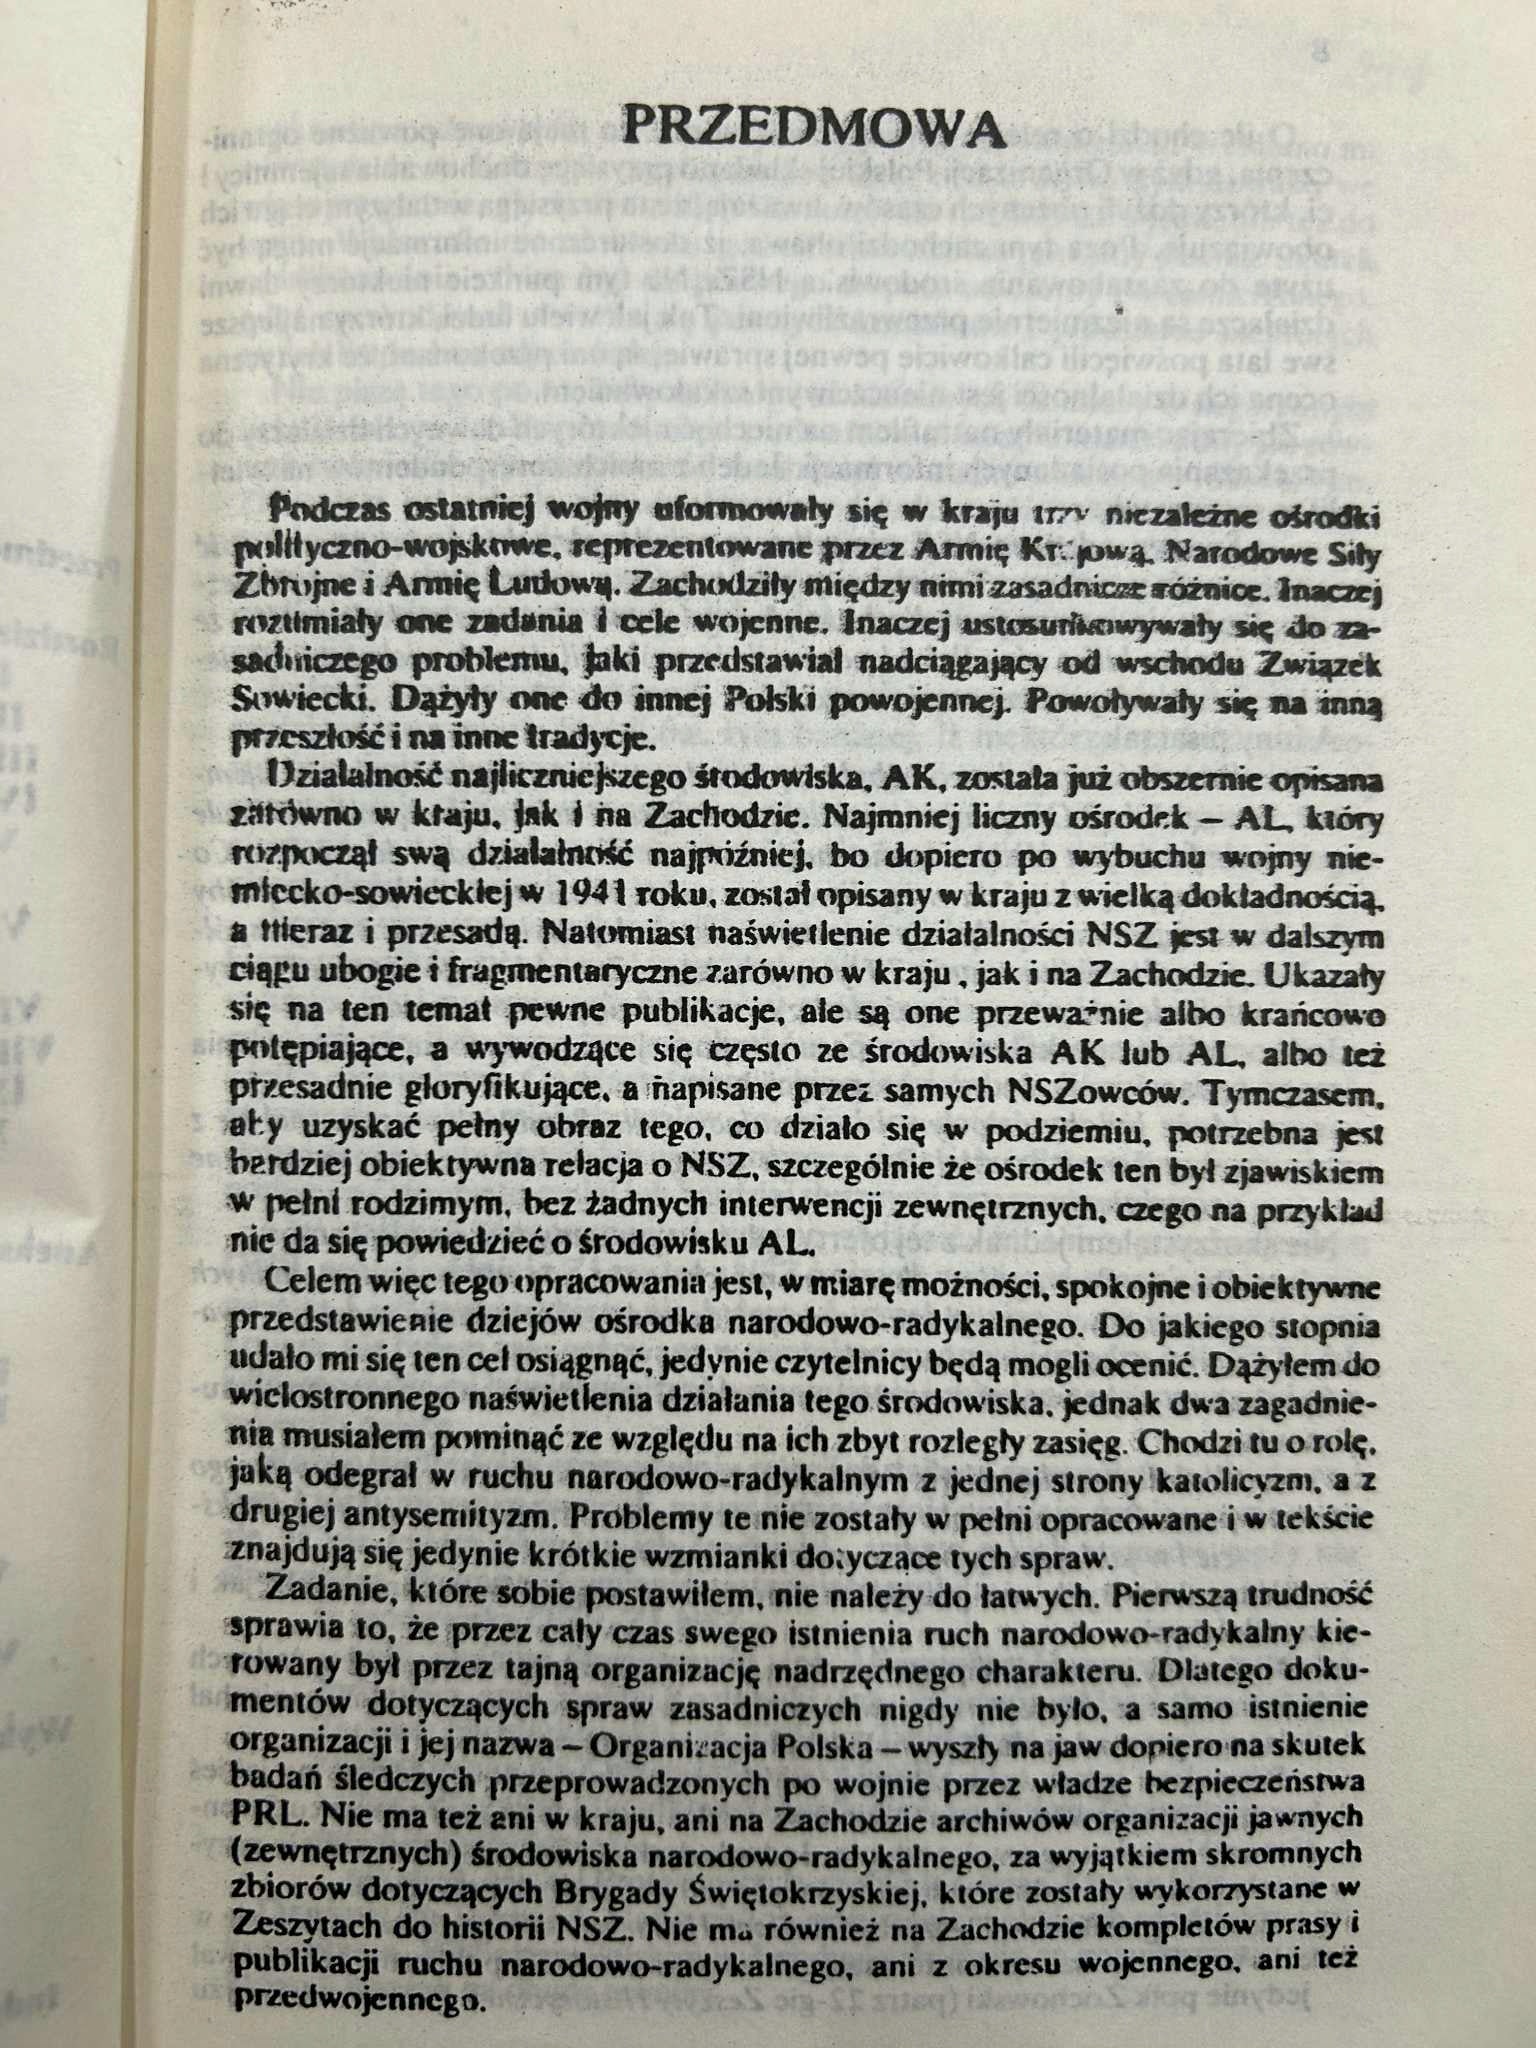 PRZEDMOWA
Podczas ostatniej wojny uformowały się w kraju trzy niezależne ośrodki
polityczno-wojskowe, reprezentowane przez Armię Krajową, Narodowe Siły
Zbrojne i Armię Ludową. Zachodziły między nimi zasadnicze różnice. Inaczej
rozumiały one zadania i cele wojenne. Inaczej ustosunkowywały się do za-
sadniczego problemu, jaki przedstawiał nadciągający od wschodu Związek
Sowiecki. Dążyły one do innej Polski powojennej. Powoływały się na inną
przeszłość i na inne tradycje.
Działalność najliczniejszego środowiska, AK, została już obszernie opisana
zarówno w kraju, jak i na Zachodzie. Najmniej liczny ośrodek – AL, który
rozpoczął swą działalność najpóźniej, bo dopiero po wybuchu wojny nie-
miecko-sowieckiej w 1941 roku, został opisany w kraju z wielką dokładnością,
a nieraz i przesadą. Natomiast naświetlenie działalności NSZ jest w dalszym
ciągu ubogie i fragmentaryczne zarówno w kraju, jak i na Zachodzie. Ukazały
się na ten temat pewne publikacje, ale są one przeważnie albo krańcowo
potępiające, a wywodzące się często ze środowiska AK lub AL, albo też
przesadnie gloryfikujące, a napisane przez samych NSZowców. Tymczasem,
aby uzyskać pełny obraz tego, co działo się w podziemiu, potrzebna jest
bardziej obiektywna relacja o NSZ, szczególnie że ośrodek ten był zjawiskiem
w pełni rodzimym, bez żadnych interwencji zewnętrznych, czego na przykład
nie da się powiedzieć o środowisku AL.
Celem więc tego opracowania jest, w miarę możności, spokojne i obiektywne
przedstawienie dziejów ośrodka narodowo-radykalnego. Do jakiego stopnia
udało mi się ten cel osiągnąć, jedynie czytelnicy będą mogli ocenić. Dążyłem do
wielostronnego naświetlenia działania tego środowiska, jednak dwa zagadnie-
nia musiałem pominąć ze względu na ich zbyt rozległy zasięg. Chodzi tu o rolę,
jaką odegrał w ruchu narodowo-radykalnym z jednej strony katolicyzm, a z
drugiej antysemityzm. Problemy te nie zostały w pełni opracowane i w tekście
znajdują się jedynie krótkie wzmianki dotyczące tych spraw.
Zadanie, które sobie postawiłem, nie należy do łatwych. Pierwszą trudność
sprawia to, że przez cały czas swego istnienia ruch narodowo-radykalny kie-
rowany był przez tajną organizację nadrzędnego charakteru. Dlatego doku-
mentów dotyczących spraw zasadniczych nigdy nie było, a samo istnienie
organizacji i jej nazwa – Organizacja Polska – wyszły na jaw dopiero na skutek
badań śledczych przeprowadzonych po wojnie przez władze bezpieczeństwa
PRL. Nie ma też ani w kraju, ani na Zachodzie archiwów organizacji jawnych
(zewnętrznych) środowiska narodowo-radykalnego, za wyjątkiem skromnych
zbiorów dotyczących Brygady Świętokrzyskiej, które zostały wykorzystane w
Zeszytach do historii NSZ. Nie ma również na Zachodzie kompletów prasy i
publikacji ruchu narodowo-radykalnego, ani z okresu wojennego, ani też
przedwojennego.